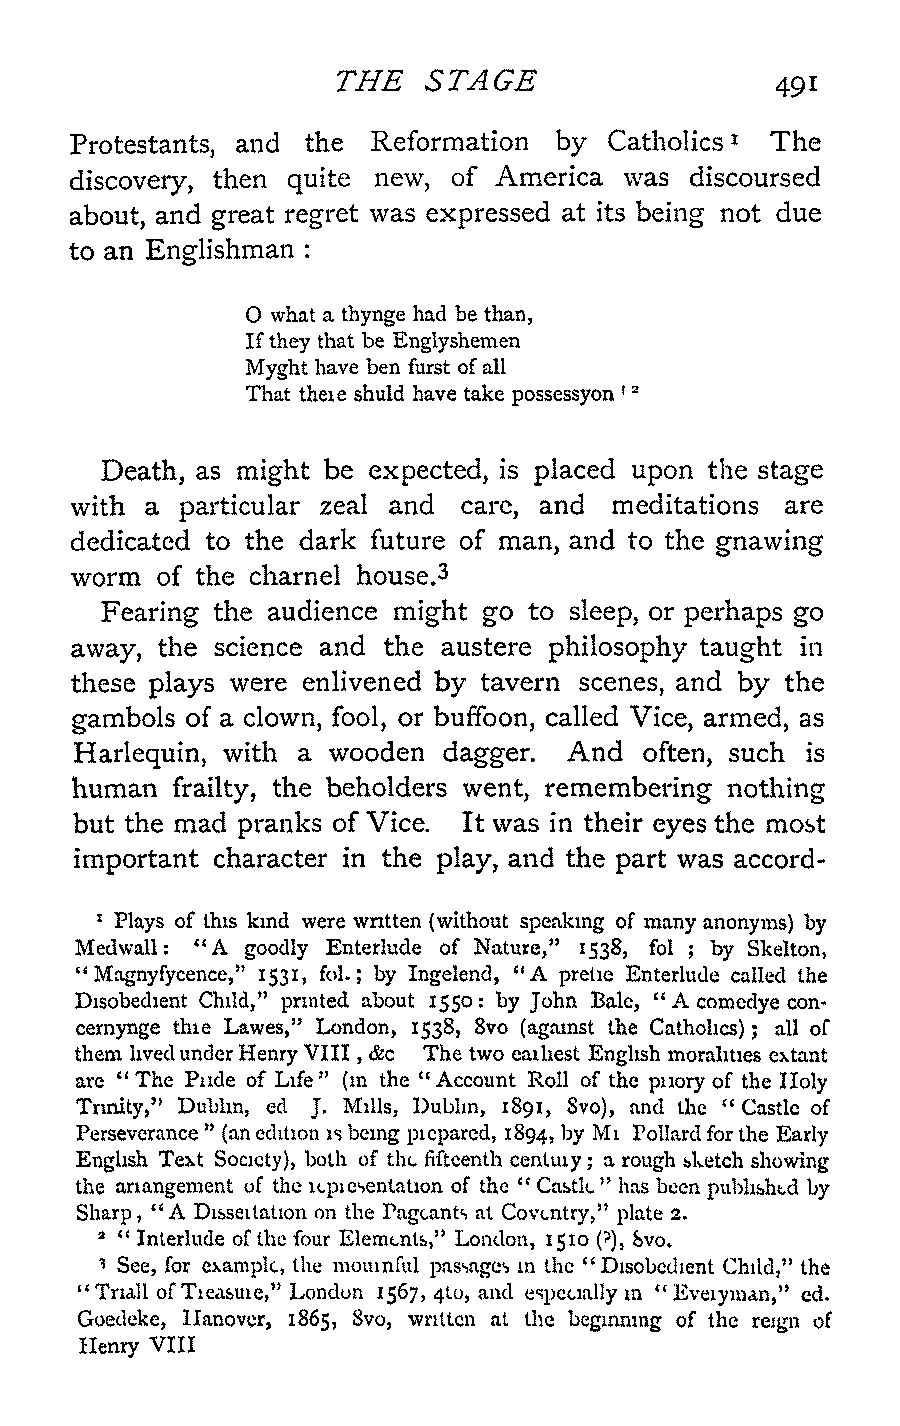 THE STAGE 491
Protestants, and the Reformation by Catholics ¹ The
discovery, then quite new, of America was discoursed
about, and great regret was expressed at its being not due
to an Englishman :
O what a thynge had be than,
If they that be Englyshemen
Myght have ben furst of all
That there shuld have take possessyon ! ²
Death, as might be expected, is placed upon the stage
with a particular zeal and care, and meditations are
dedicated to the dark future of man, and to the gnawing
worm of the charnel house.³
Fearing the audience might go to sleep, or perhaps go
away, the science and the austere philosophy taught in
these plays were enlivened by tavern scenes, and by the
gambols of a clown, fool, or buffoon, called Vice, armed, as
Harlequin, with a wooden dagger. And often, such is
human frailty, the beholders went, remembering nothing
but the mad pranks of Vice. It was in their eyes the most
important character in the play, and the part was accord-
¹ Plays of this kind were written (without speaking of many anonyms) by
Medwall : "A goodly Enterlude of Nature," 1538, fol ; by Skelton,
"Magnyfycence," 1531, fol. ; by Ingelend, "A pretie Enterlude called the
Disobedient Child," printed about 1550 : by John Bale, "A comedye con-
cernynge thre Lawes," London, 1538, 8vo (against the Catholics) ; all of
them lived under Henry VIII , &c The two earliest English moralities extant
are "The Pride of Life" (in the "Account Roll of the priory of the Holy
Trinity," Dublin, ed J. Mills, Dublin, 1891, 8vo), and the "Castle of
Perseverance" (an edition is being prepared, 1894, by Mr Pollard for the Early
English Text Society), both of the fifteenth century ; a rough sketch showing
the arrangement of the representation of the "Castle" has been published by
Sharp , "A Dissertation on the Pageants at Coventry," plate 2.
² "Interlude of the four Elements," London, 1510 (?), 8vo.
³ See, for example, the mournful passages in the "Disobedient Child," the
"Triall of Treasure," London 1567, 4to, and especially in "Everyman," ed.
Goedeke, Hanover, 1865, 8vo, written at the beginning of the reign of
Henry VIII